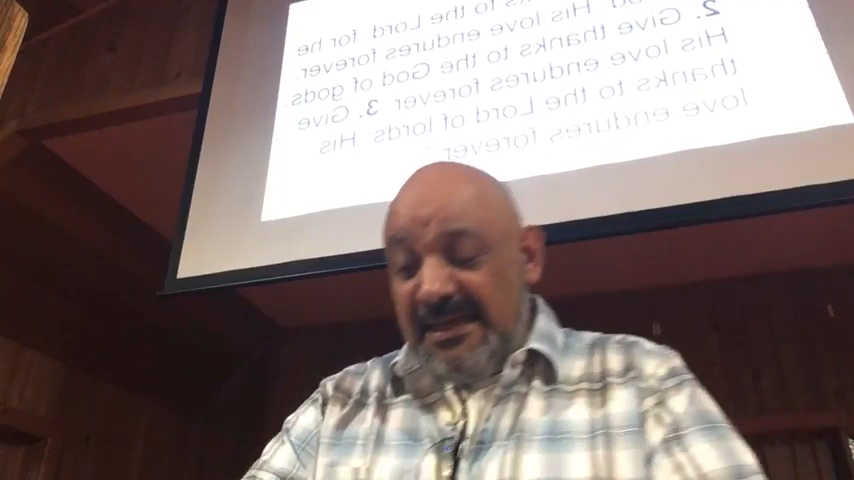 to the Lord for he
His love endures forever.
2. Give thanks to the God of gods.
His love endures forever 3. Give
thanks to the Lord of lords: His
love endures forever